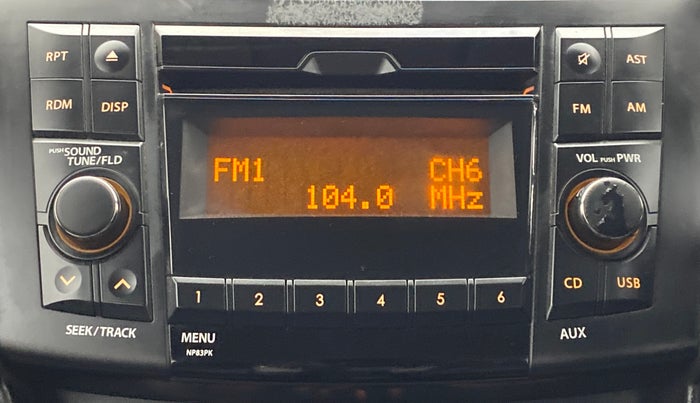 RPT
RDM DISP
PUSH SOUND
TUNE/FLD
SEEK/TRACK
FM1 CH6
104.0 MHz
1 2 3 4 5 6
MENU
NP83PK
AST
FM AM
VOL PUSH PWR
CD USB
AUX